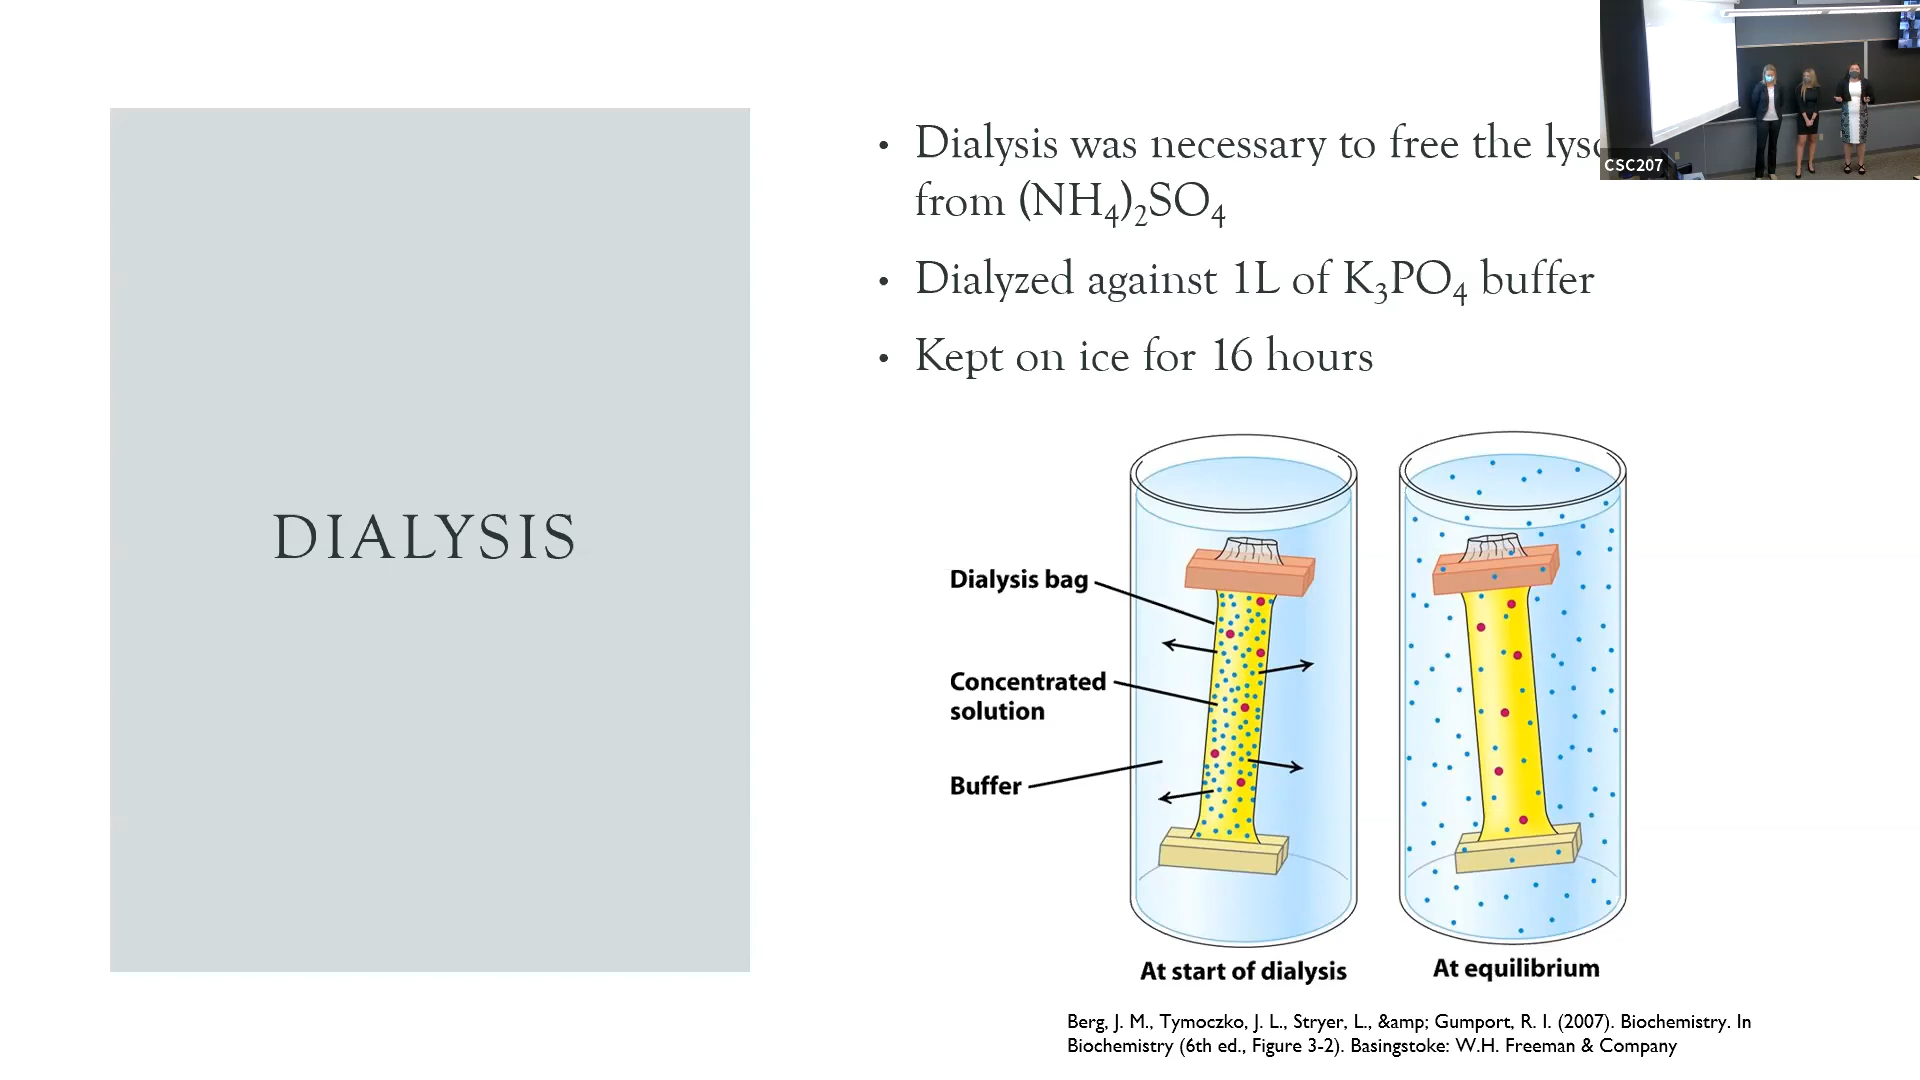 DIALYSIS
• Dialysis was necessary to free the
from (NH₄)₂SO₄
• Dialyzed against 1L of K₃PO₄ buffer
• Kept on ice for 16 hours
CSC207
Dialysis bag
Concentrated
solution
Buffer
At start of dialysis
At equilibrium
Berg, J. M., Tymoczko, J. L., Stryer, L., &amp; Gumport, R. I. (2007). Biochemistry. In
Biochemistry (6th ed., Figure 3-2). Basingstoke: W.H. Freeman & Company